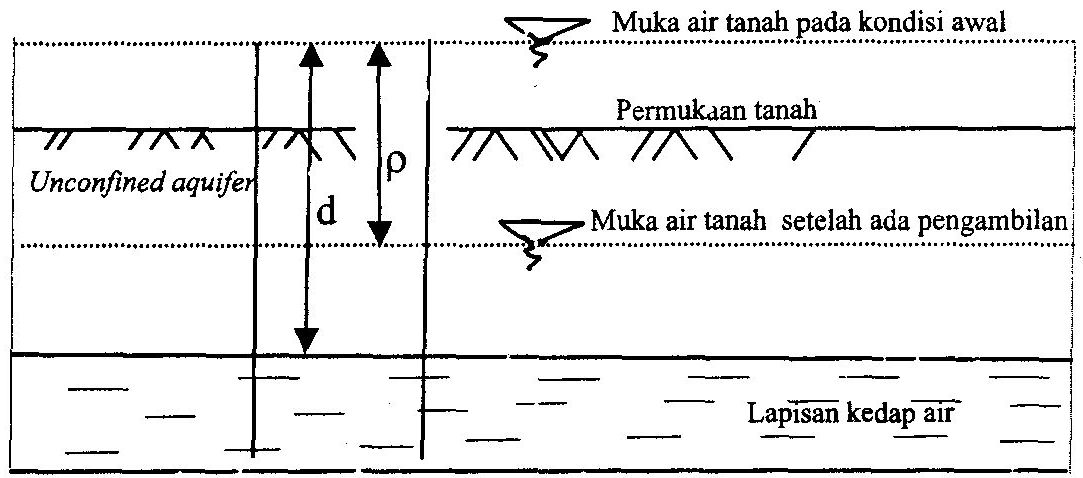 Muka air tanah pada kondisi awal
Permukaan tanah
ρ
Unconfined aquifer
d
Muka air tanah setelah ada pengambilan
Lapisan kedap air